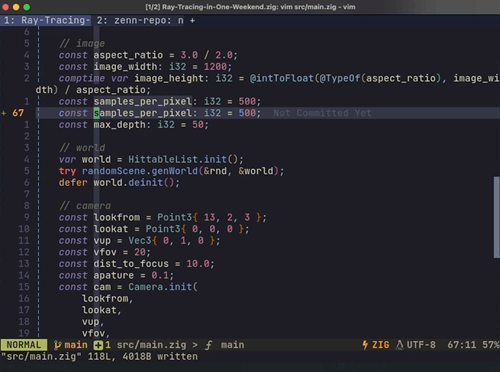 [1/2] Ray-Tracing-in-One-Weekend.zig: vim src/main.zig - vim
1: Ray-Tracing- 2: zenn-repo: n +
6
5 // image
4 const aspect_ratio = 3.0 / 2.0;
3 const image_width: i32 = 1200;
2 comptime var image_height: i32 = @intToFloat(@TypeOf(aspect_ratio), image_wi
dth) / aspect_ratio;
1 const samples_per_pixel: i32 = 500;
+ 67 const samples_per_pixel: i32 = 500; Not Committed Yet
1 const max_depth: i32 = 50;
2
3 // world
4 var world = HittableList.init();
5 try randomScene.genWorld(&rnd, &world);
6 defer world.deinit();
7
8 // camera
9 const lookfrom = Point3{ 13, 2, 3 };
10 const lookat = Point3{ 0, 0, 0 };
11 const vup = Vec3{ 0, 1, 0 };
12 const vfov = 20;
13 const dist_to_focus = 10.0;
14 const apature = 0.1;
15 const cam = Camera.init(
16 lookfrom,
17 lookat,
18 vup,
19 vfov,
NORMAL main 1 src/main.zig > ƒ main ZIG UTF-8 67:11 57%
"src/main.zig" 118L, 4018B written